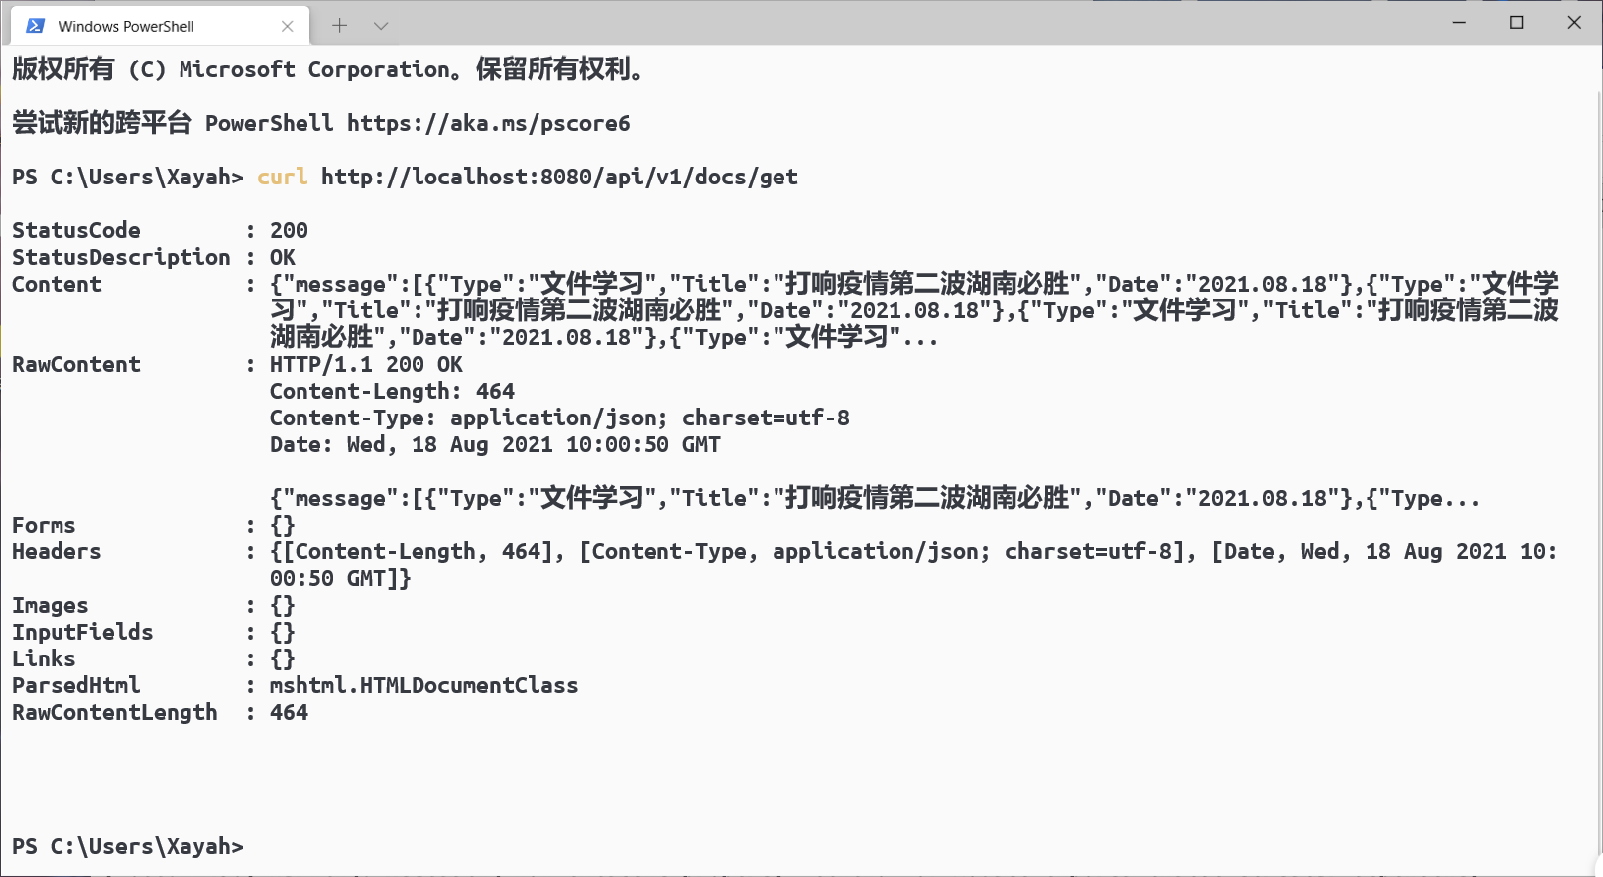 Windows PowerShell
版权所有 (C) Microsoft Corporation。保留所有权利。
尝试新的跨平台 PowerShell https://aka.ms/pscore6
PS C:\Users\Xayah> curl http://localhost:8080/api/v1/docs/get
StatusCode : 200
StatusDescription : OK
Content : {"message":[{"Type":"文件学习","Title":"打响疫情第二波湖南必胜","Date":"2021.08.18"},{"Type":"文件学
习","Title":"打响疫情第二波湖南必胜","Date":"2021.08.18"},{"Type":"文件学习","Title":"打响疫情第二波
湖南必胜","Date":"2021.08.18"},{"Type":"文件学习"...
RawContent : HTTP/1.1 200 OK
Content-Length: 464
Content-Type: application/json; charset=utf-8
Date: Wed, 18 Aug 2021 10:00:50 GMT
{"message":[{"Type":"文件学习","Title":"打响疫情第二波湖南必胜","Date":"2021.08.18"},{"Type...
Forms : {}
Headers : {[Content-Length, 464], [Content-Type, application/json; charset=utf-8], [Date, Wed, 18 Aug 2021 10:
00:50 GMT]}
Images : {}
InputFields : {}
Links : {}
ParsedHtml : mshtml.HTMLDocumentClass
RawContentLength : 464
PS C:\Users\Xayah>